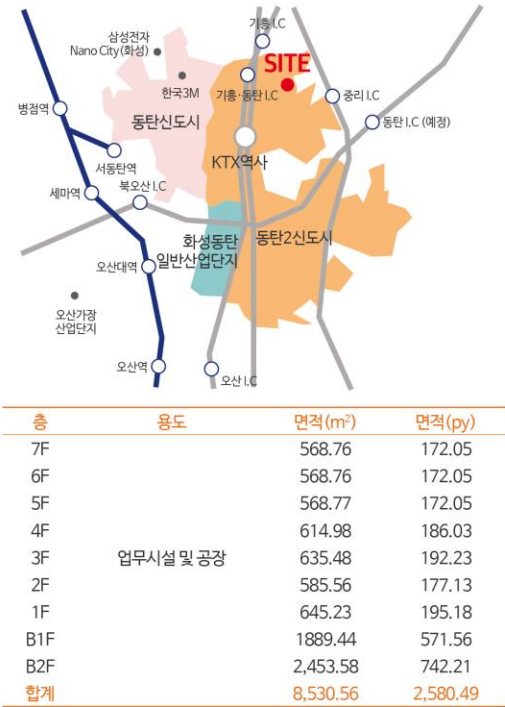 기흥 I.C
삼성전자
Nano City(화성)
SITE
한국3M
기흥·동탄 I.C
중리 I.C
병점역
동탄신도시
동탄 I.C (예정)
서동탄역
KTX역사
세마역
북오산 I.C
화성동탄
일반산업단지
동탄2신도시
오산대역
오산가장
산업단지
오산역
오산 I.C
층 용도 면적(m²) 면적(py)
7F 568.76 172.05
6F 568.76 172.05
5F 568.77 172.05
4F 614.98 186.03
3F 업무시설 및 공장 635.48 192.23
2F 585.56 177.13
1F 645.23 195.18
B1F 1889.44 571.56
B2F 2,453.58 742.21
합계 8,530.56 2,580.49